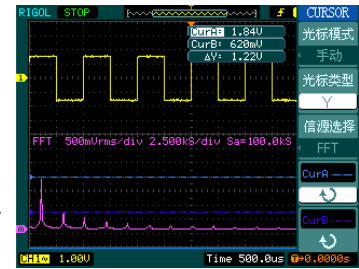 RIGOL STOP f CURSOR
CurA: 1.84V
CurB: 620mV
ΔY: 1.22V
光标模式
手动
光标类型
Y
信源选择
FFT
FFT 500mVrms/div 2.500kS/div Sa=100.0kS
CurA
CurB
CH1~ 1.00V Time 500.0us T→0.0000s